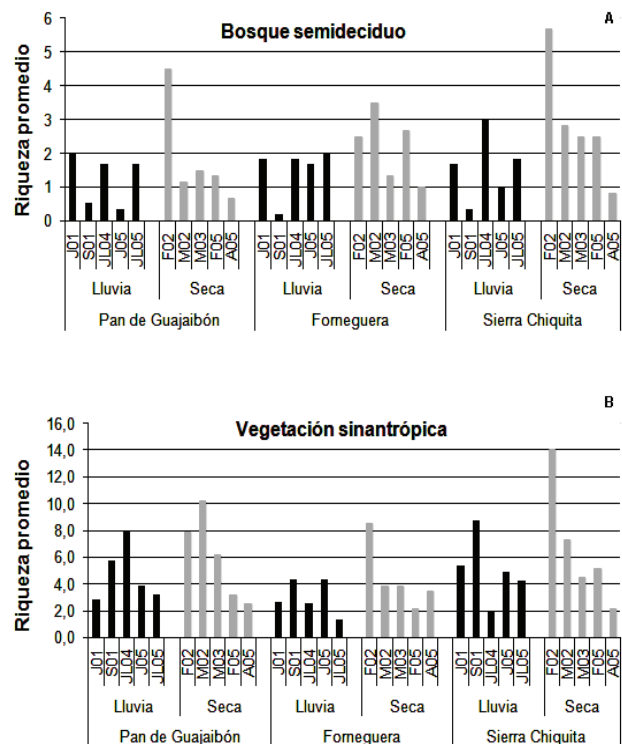 A
Bosque semideciduo
Riqueza promedio
6
5
4
3
2
1
0
J01 S01 JL04 J05 JL05 F02 M02 M03 F05 A05 J01 S01 JL04 J05 JL05 F02 M02 M03 F05 A05 J01 S01 JL04 J05 JL05 F02 M02 M03 F05 A05
Lluvia Seca Lluvia Seca Lluvia Seca
Pan de Guajaibón Forneguera Sierra Chiquita
B
Vegetación sinantrópica
Riqueza promedio
16,0
14,0
12,0
10,0
8,0
6,0
4,0
2,0
0,0
J01 S01 JL04 J05 JL05 F02 M02 M03 F05 A05 J01 S01 JL04 J05 JL05 F02 M02 M03 F05 A05 J01 S01 JL04 J05 JL05 F02 M02 M03 F05 A05
Lluvia Seca Lluvia Seca Lluvia Seca
Pan de Guajaibón Forneguera Sierra Chiquita